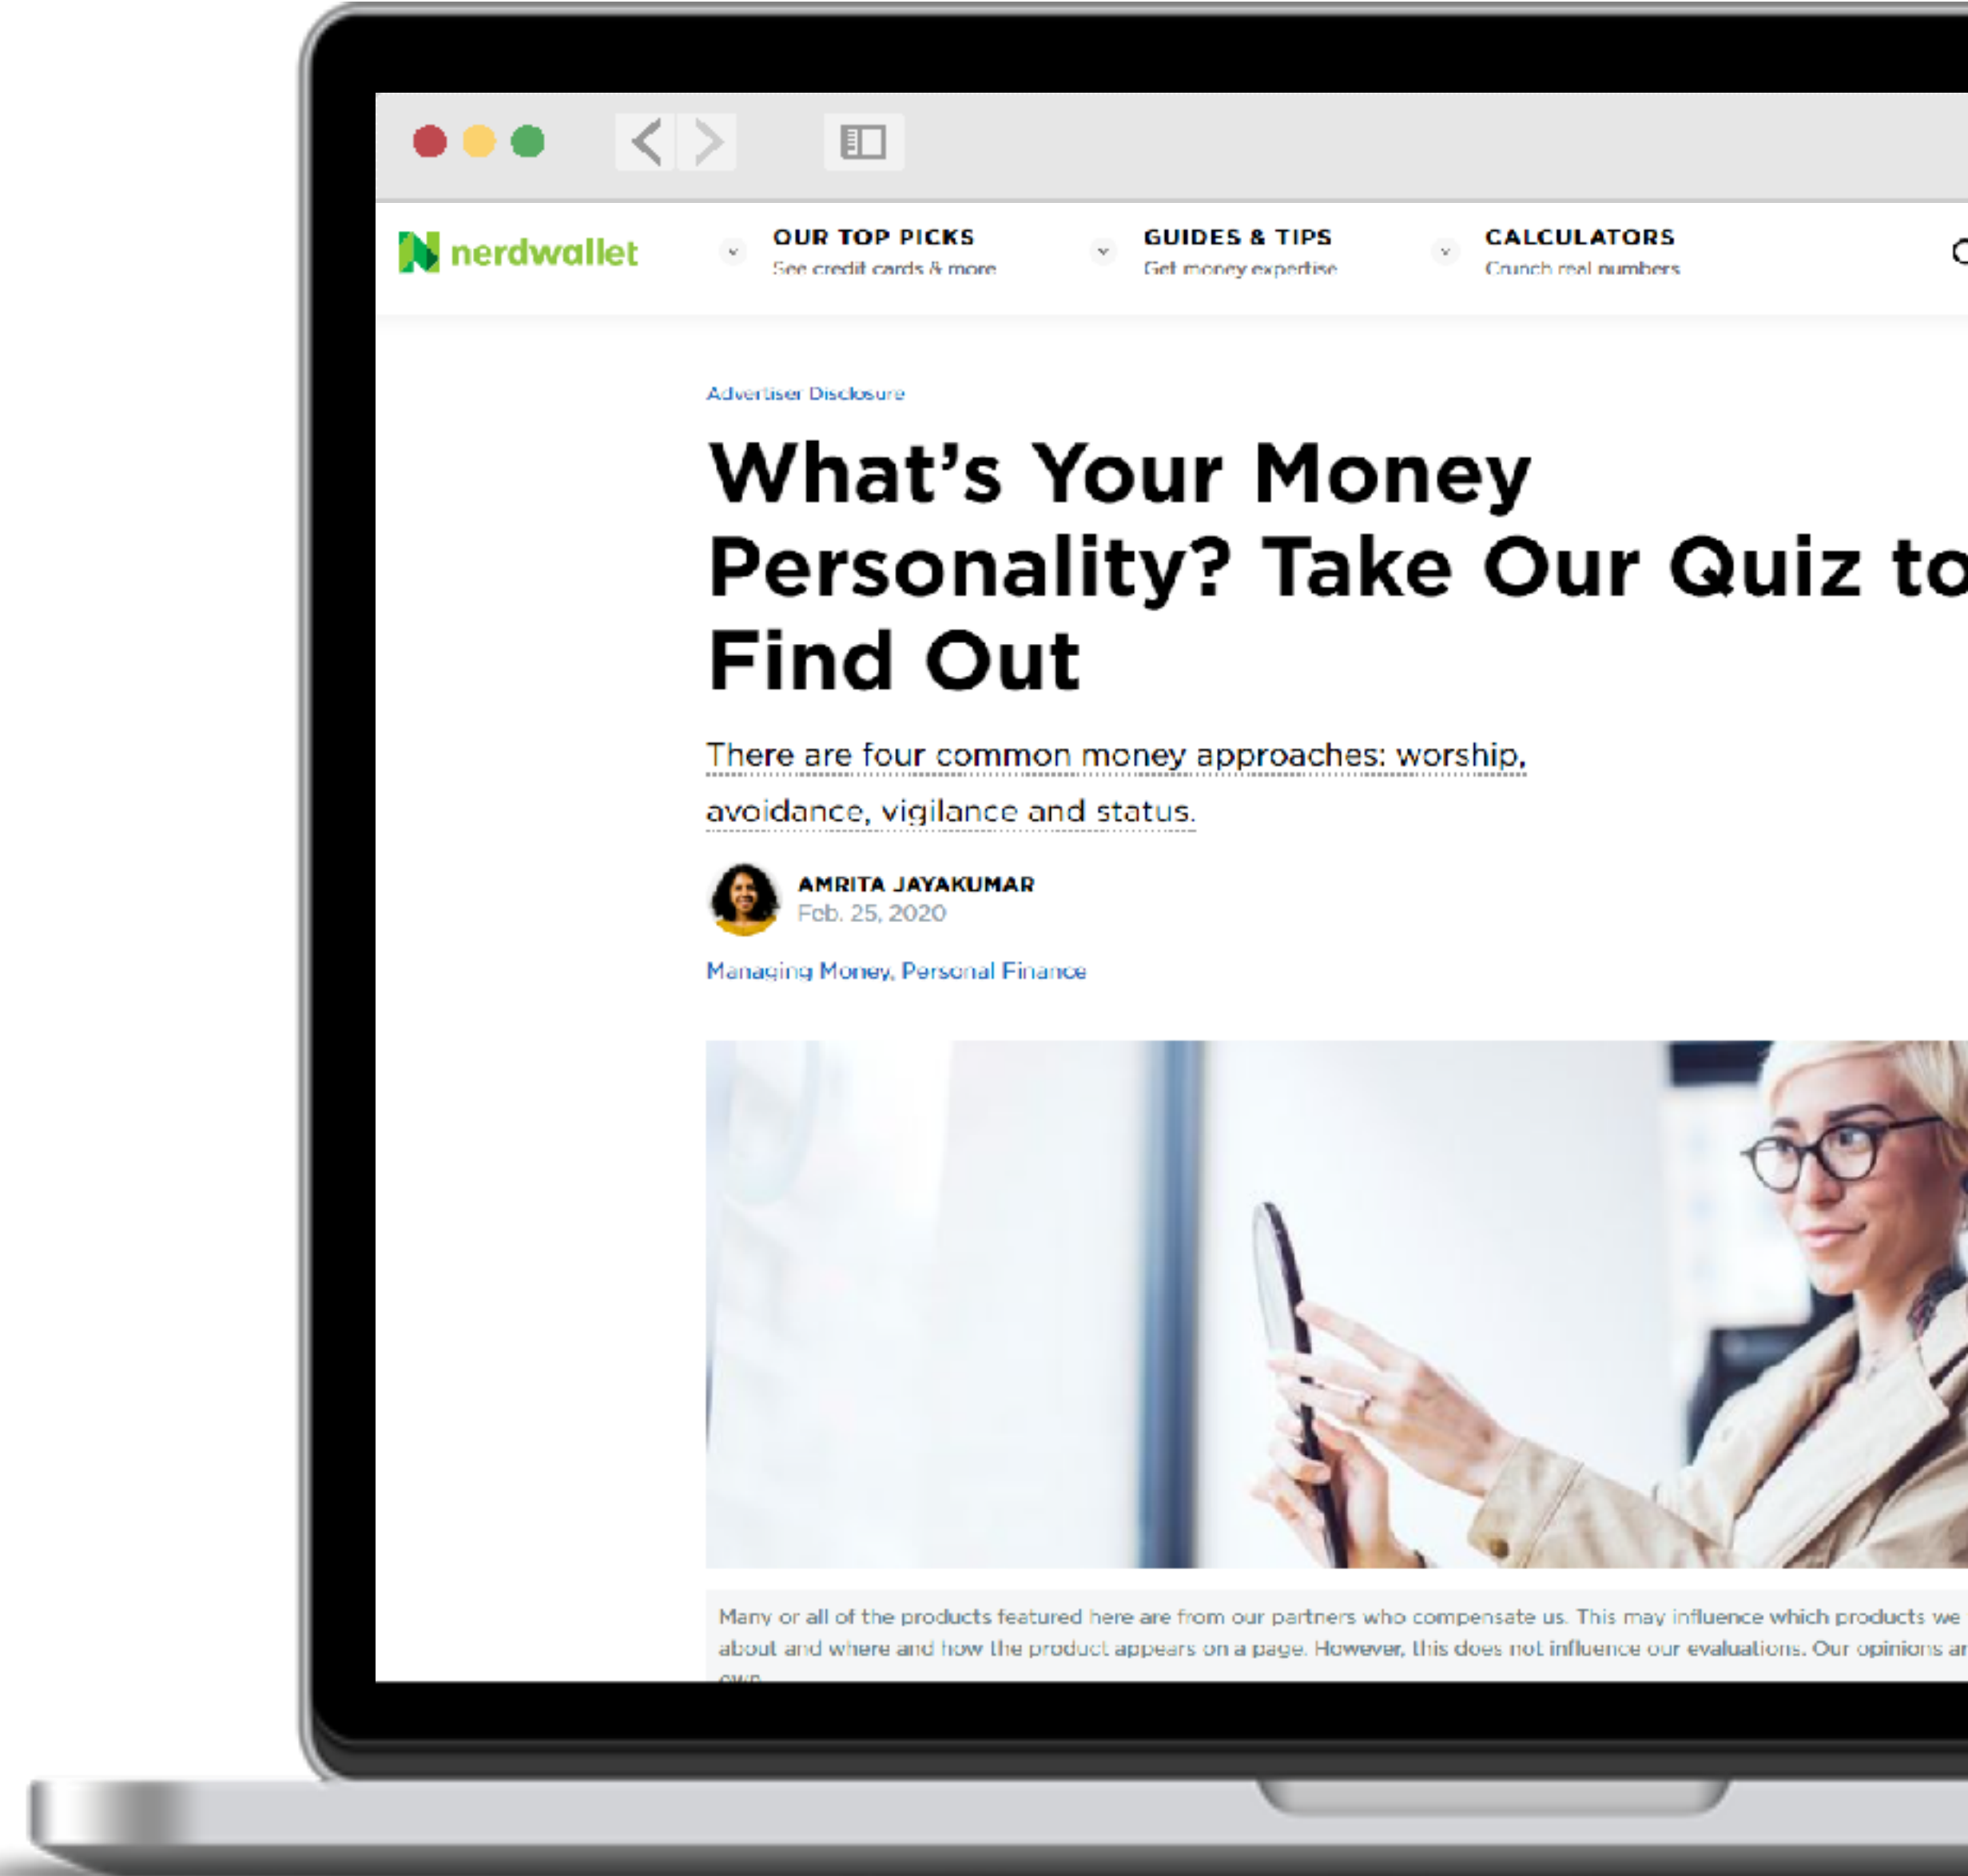 nerdwallet
OUR TOP PICKS
See credit cards & more
GUIDES & TIPS
Get money expertise
CALCULATORS
Crunch real numbers
Advertiser Disclosure
What's Your Money
Personality? Take Our Quiz to
Find Out
There are four common money approaches: worship,
avoidance, vigilance and status.
AMRITA JAYAKUMAR
Feb. 25, 2020
Managing Money, Personal Finance
Many or all of the products featured here are from our partners who compensate us. This may influence which products we
about and where and how the product appears on a page. However, this does not influence our evaluations. Our opinions